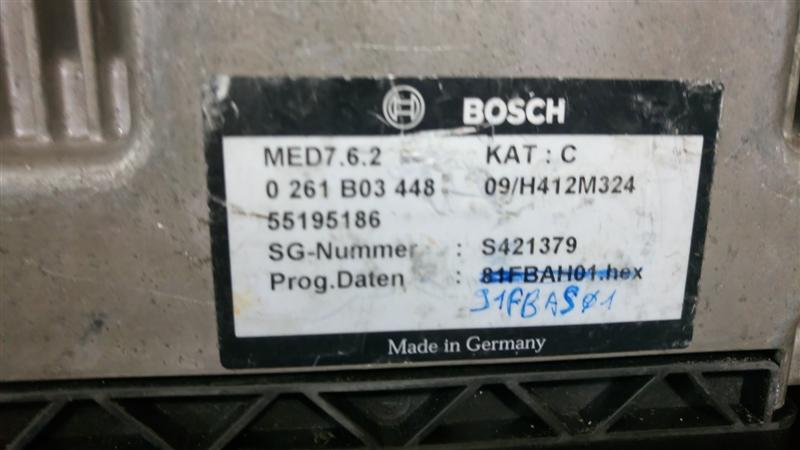 BOSCH
MED7.6.2 KAT : C
0 261 B03 448 09/H412M324
55195186
SG-Nummer : S421379
Prog.Daten : 81FBAH01.hex
91FBAS01
Made in Germany